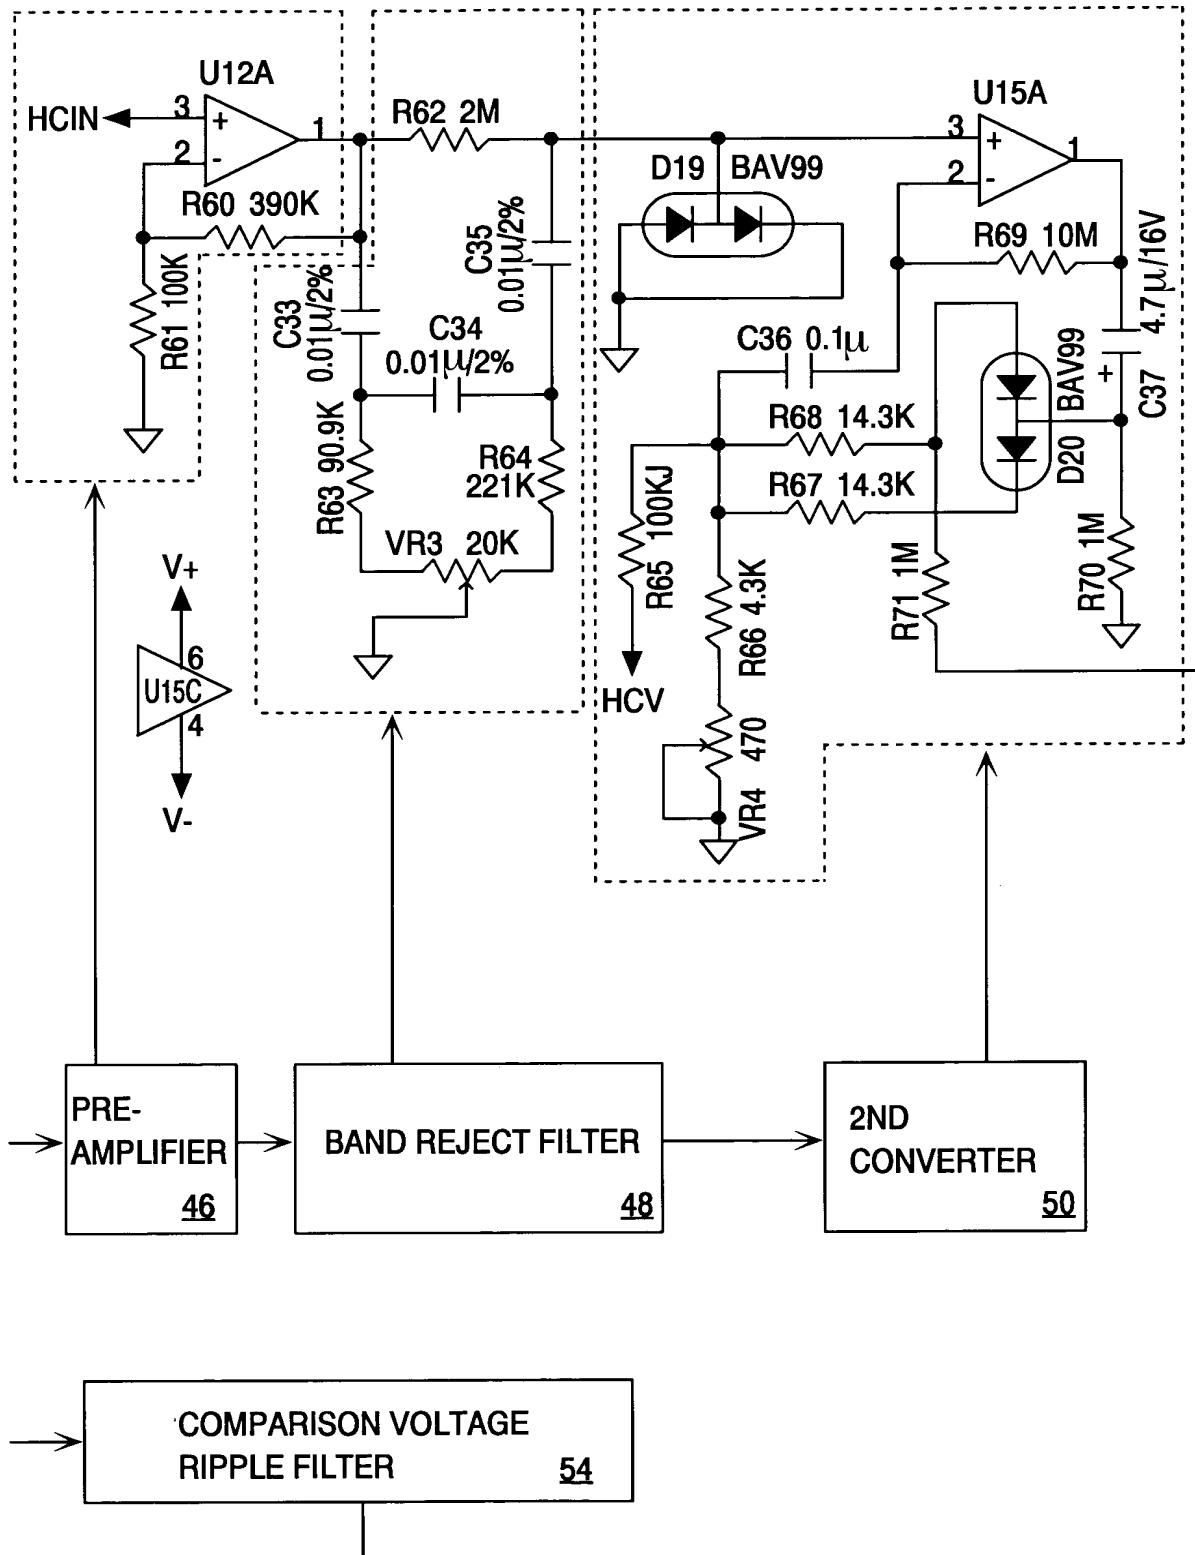 U12A
HCIN
3
+
2
-
1
R60 390K
R61 100K
R62 2M
C33
0.01μ/2%
C34
0.01μ/2%
C35
0.01μ/2%
R63 90.9K
R64
221K
VR3 20K
V+
6
U15C
4
V-
U15A
3
+
2
-
1
D19 BAV99
R69 10M
4.7μ/16V
C37
+
C36 0.1μ
BAV99
D20
R68 14.3K
R67 14.3K
R65 100KJ
HCV
R66 4.3K
VR4 470
R71 1M
R70 1M
PRE-
AMPLIFIER
46
BAND REJECT FILTER
48
2ND
CONVERTER
50
COMPARISON VOLTAGE
RIPPLE FILTER
54